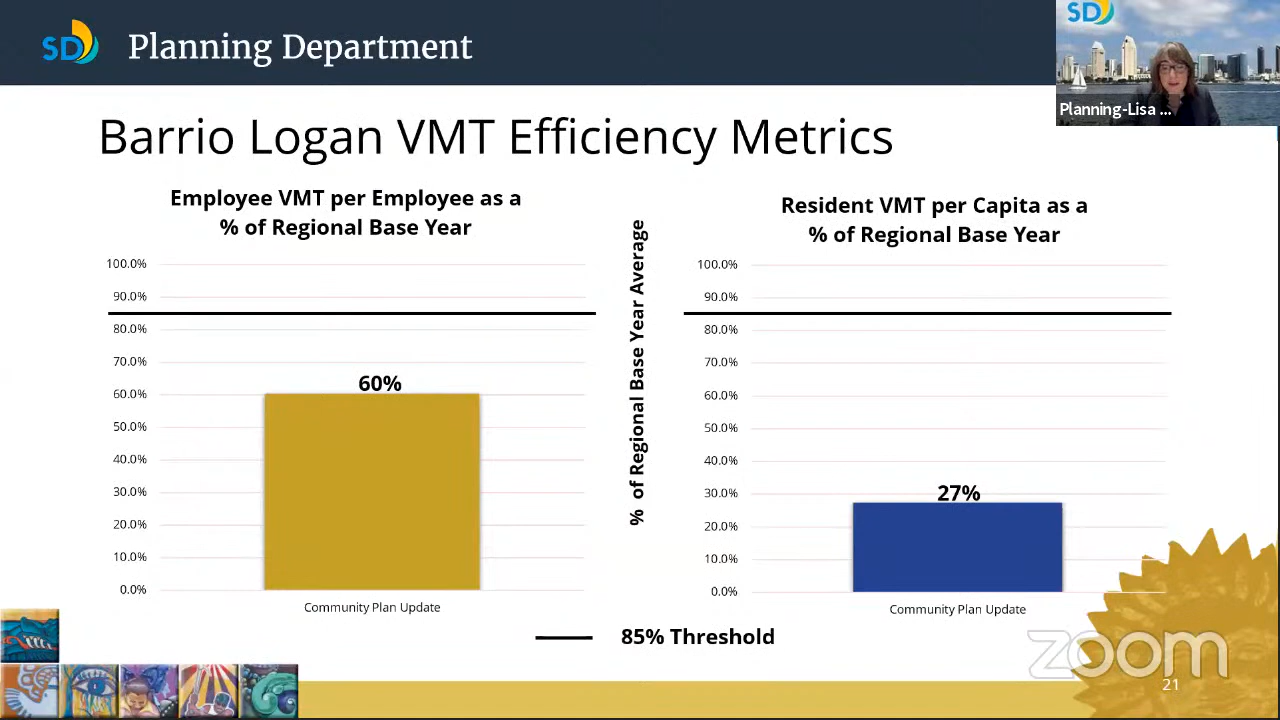 SD
Planning Department
SD
Planning-Lisa ...
Barrio Logan VMT Efficiency Metrics
Employee VMT per Employee as a
% of Regional Base Year
100.0%
90.0%
80.0%
70.0%
60.0%
50.0%
40.0%
30.0%
20.0%
10.0%
0.0%
60%
Community Plan Update
% of Regional Base Year Average
Resident VMT per Capita as a
% of Regional Base Year
100.0%
90.0%
80.0%
70.0%
60.0%
50.0%
40.0%
30.0%
20.0%
10.0%
0.0%
27%
Community Plan Update
85% Threshold
zoom
21